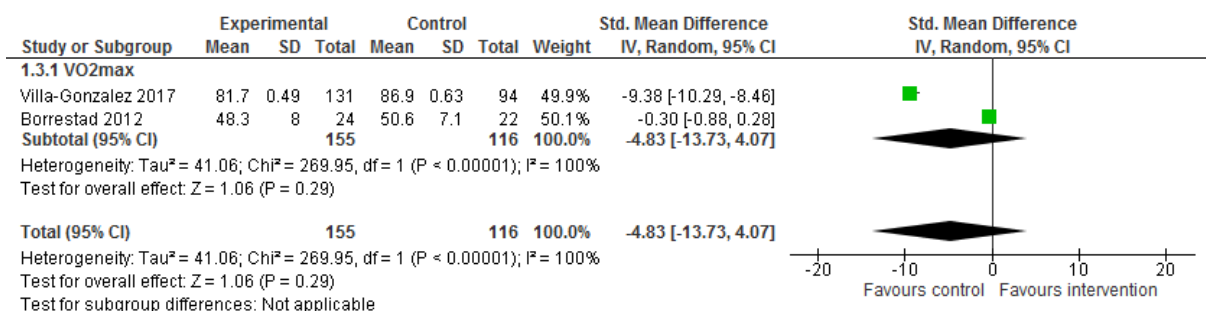 Experimental Control Std. Mean Difference Std. Mean Difference
Study or Subgroup Mean SD Total Mean SD Total Weight IV, Random, 95% CI IV, Random, 95% CI
1.3.1 VO2max
Villa-Gonzalez 2017 81.7 0.49 131 86.9 0.63 94 49.9% -9.38 [-10.29, -8.46]
Borrestad 2012 48.3 8 24 50.6 7.1 22 50.1% -0.30 [-0.88, 0.28]
Subtotal (95% CI) 155 116 100.0% -4.83 [-13.73, 4.07]
Heterogeneity: Tau² = 41.06; Chi² = 269.95, df = 1 (P < 0.00001); I² = 100%
Test for overall effect: Z = 1.06 (P = 0.29)
Total (95% CI) 155 116 100.0% -4.83 [-13.73, 4.07]
Heterogeneity: Tau² = 41.06; Chi² = 269.95, df = 1 (P < 0.00001); I² = 100%
Test for overall effect: Z = 1.06 (P = 0.29)
Test for subgroup differences: Not applicable
-20 -10 0 10 20
Favours control Favours intervention